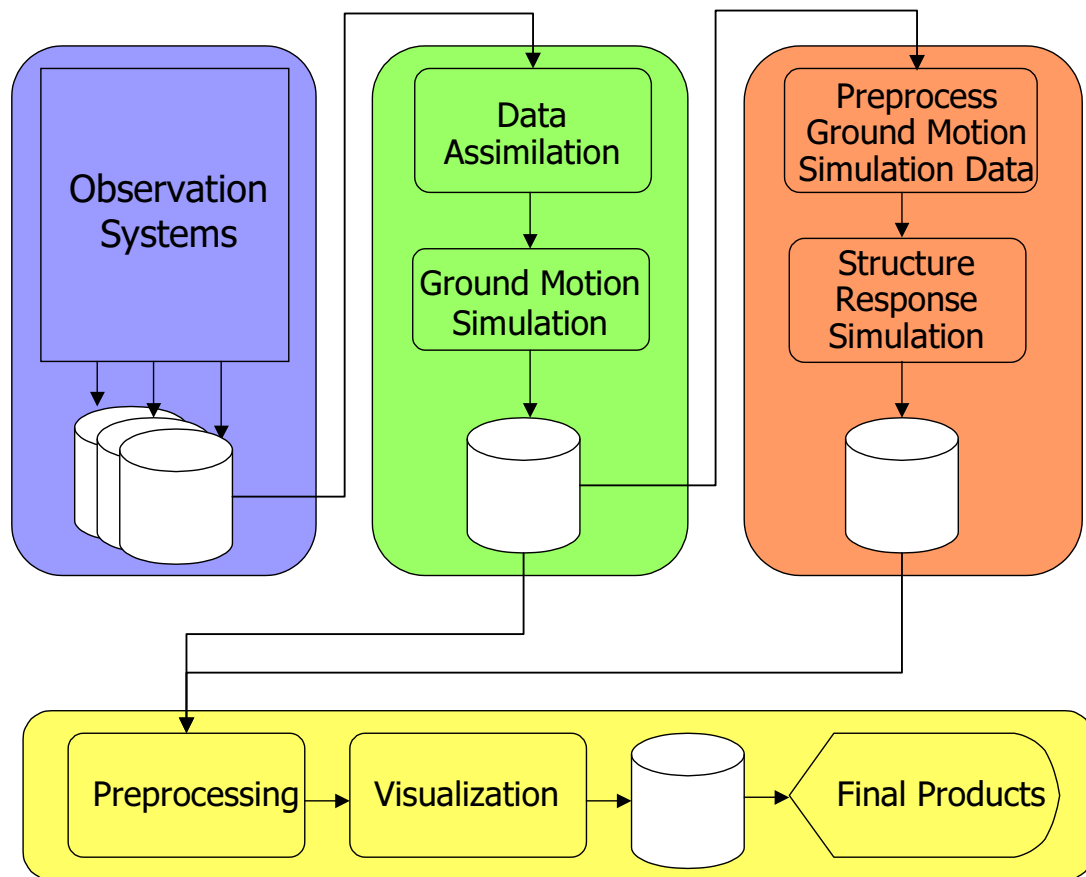 Observation
Systems
Data
Assimilation
Ground Motion
Simulation
Preprocess
Ground Motion
Simulation Data
Structure
Response
Simulation
Preprocessing
Visualization
Final Products